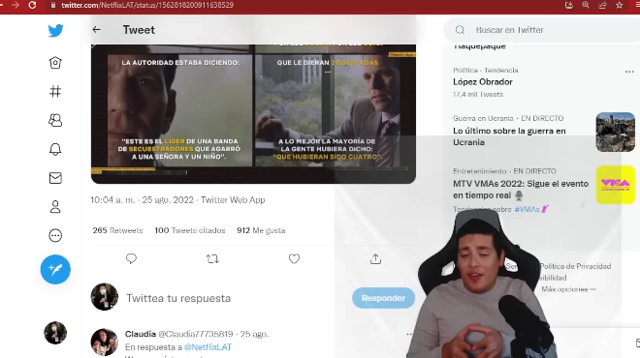 twitter.com/NetflixLAT/status/1562818200911638529
Tweet
Buscar en Twitter
Tlaquepaque
LA AUTORIDAD ESTABA DICIENDO:
QUE LE DIERAN
"ESTE ES EL LÍDER DE UNA BANDA
DE SECUESTRADORES QUE AGARRÓ
A UNA SEÑORA Y UN NIÑO".
A LO MEJOR LA MAYORÍA DE
LA GENTE HUBIERA DICHO:
"QUE HUBIERAN SIDO CUATRO".
Política · Tendencia
López Obrador
17,4 mil Tweets
Guerra en Ucrania · EN DIRECTO
Lo último sobre la guerra en
Ucrania
Entretenimiento · EN DIRECTO
MTV VMAs 2022: Sigue el evento
en tiempo real
Tendencias sobre #VMAs
VMA
10:04 a. m. · 25 ago. 2022 · Twitter Web App
265 Retweets 100 Tweets citados 912 Me gusta
Política de Privacidad
Más opciones
Twittea tu respuesta
Responder
Claudia @Claudia77735819 · 25 ago.
En respuesta a @NetflixLAT